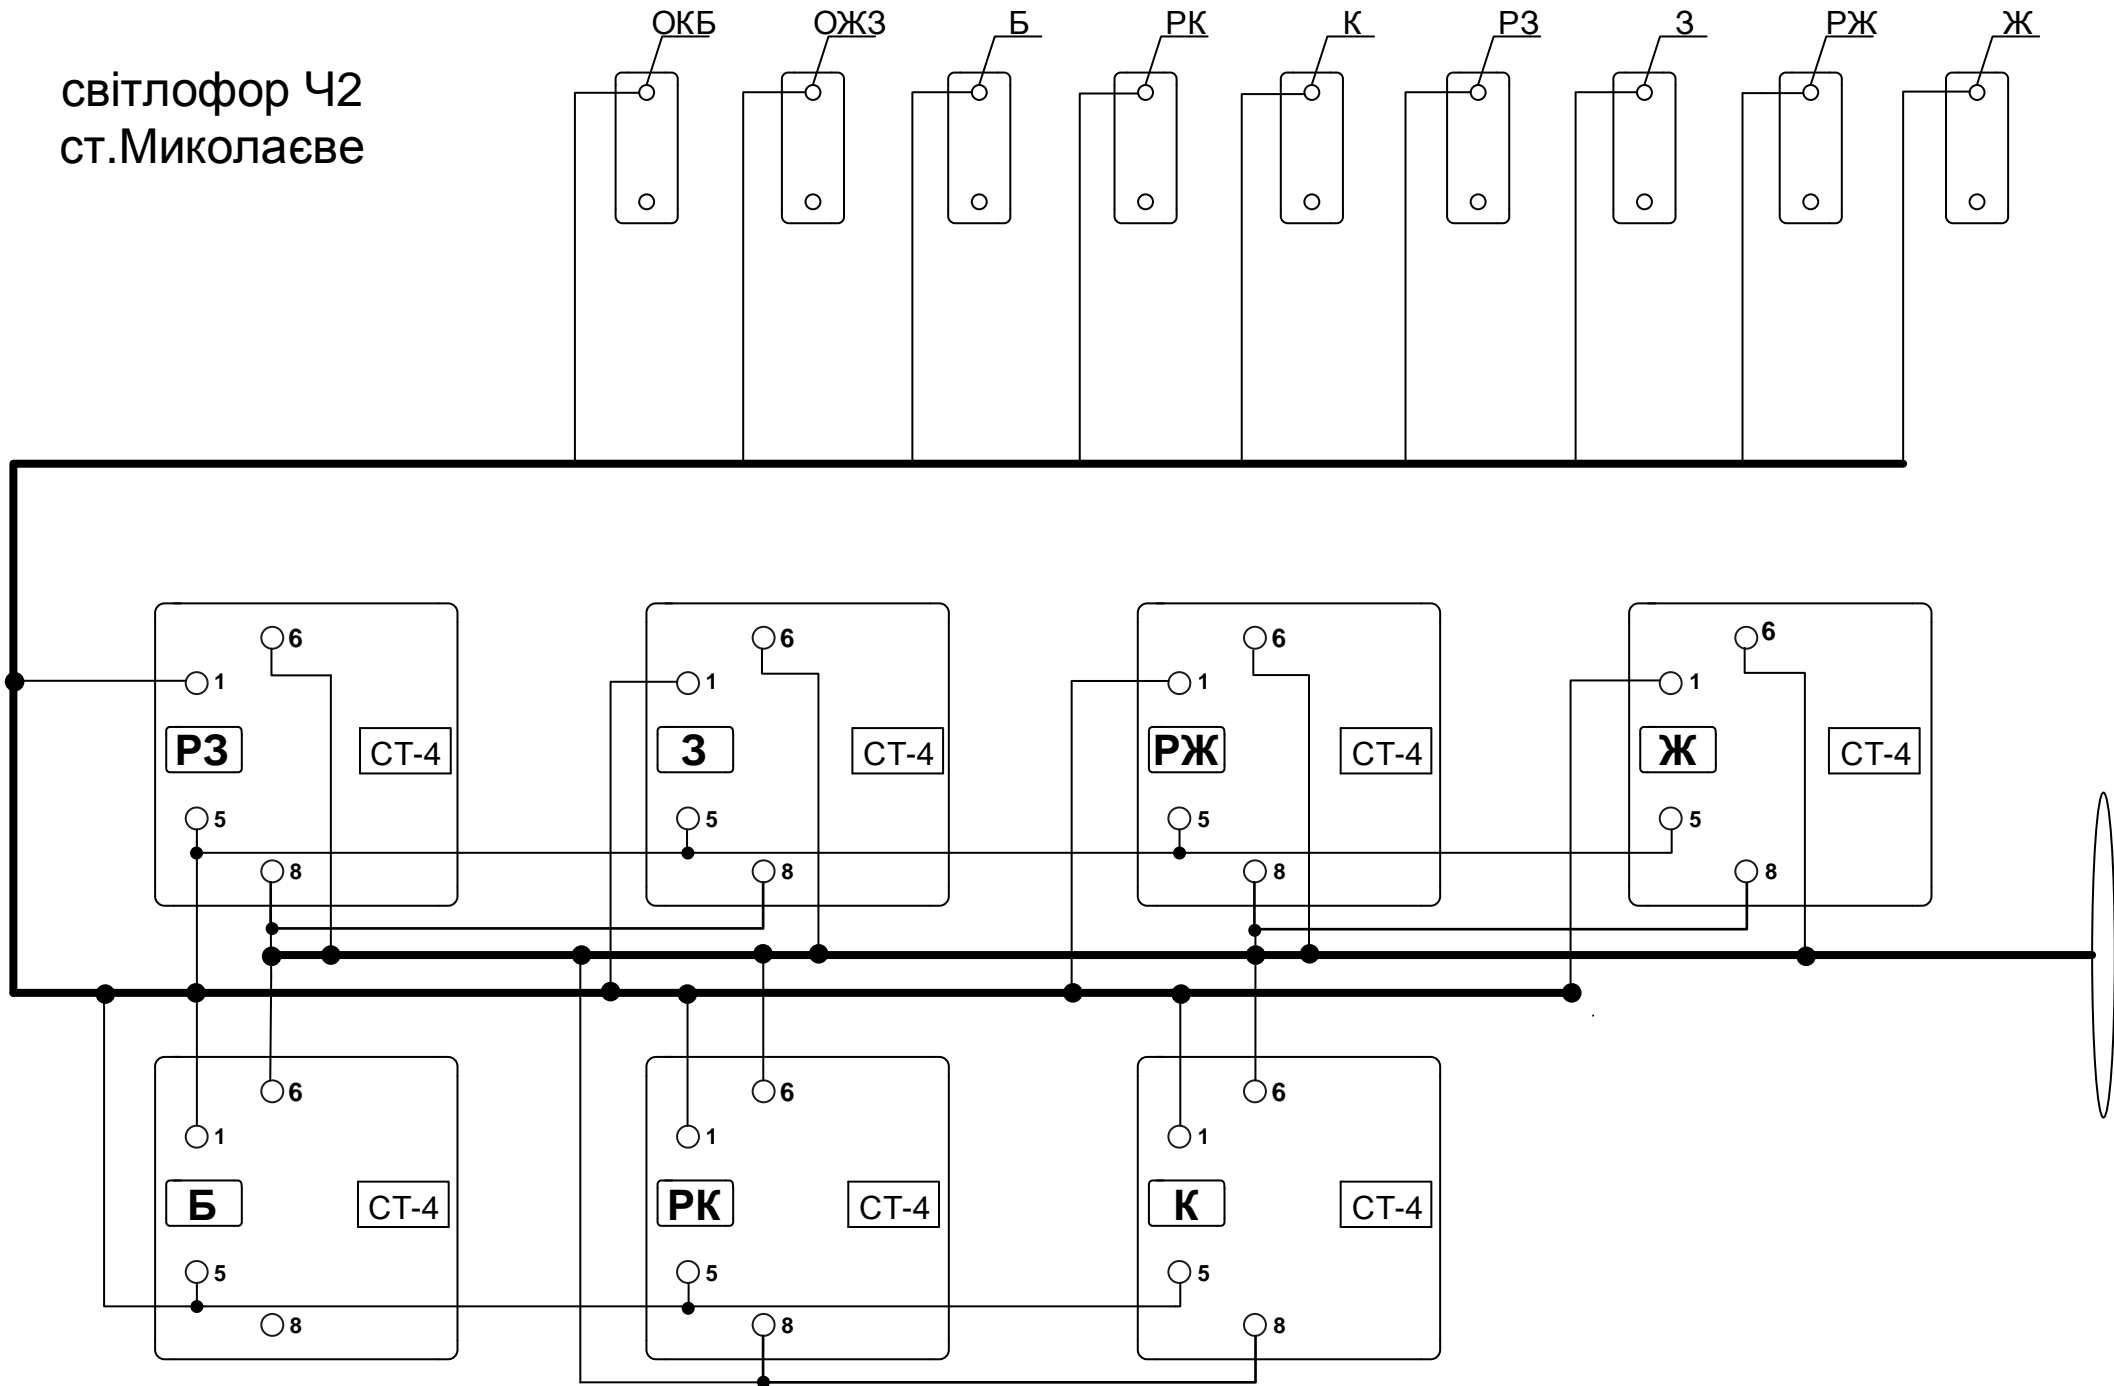 ОКБ ОЖЗ Б РК К РЗ З РЖ Ж
світлофор Ч2
ст.Миколаєве
6 6 6 6
1 1 1 1
РЗ СТ-4 З СТ-4 РЖ СТ-4 Ж СТ-4
5 5 5 5
8 8 8 8
6 6 6
1 1 1
Б СТ-4 РК СТ-4 К СТ-4
5 5 5
8 8 8